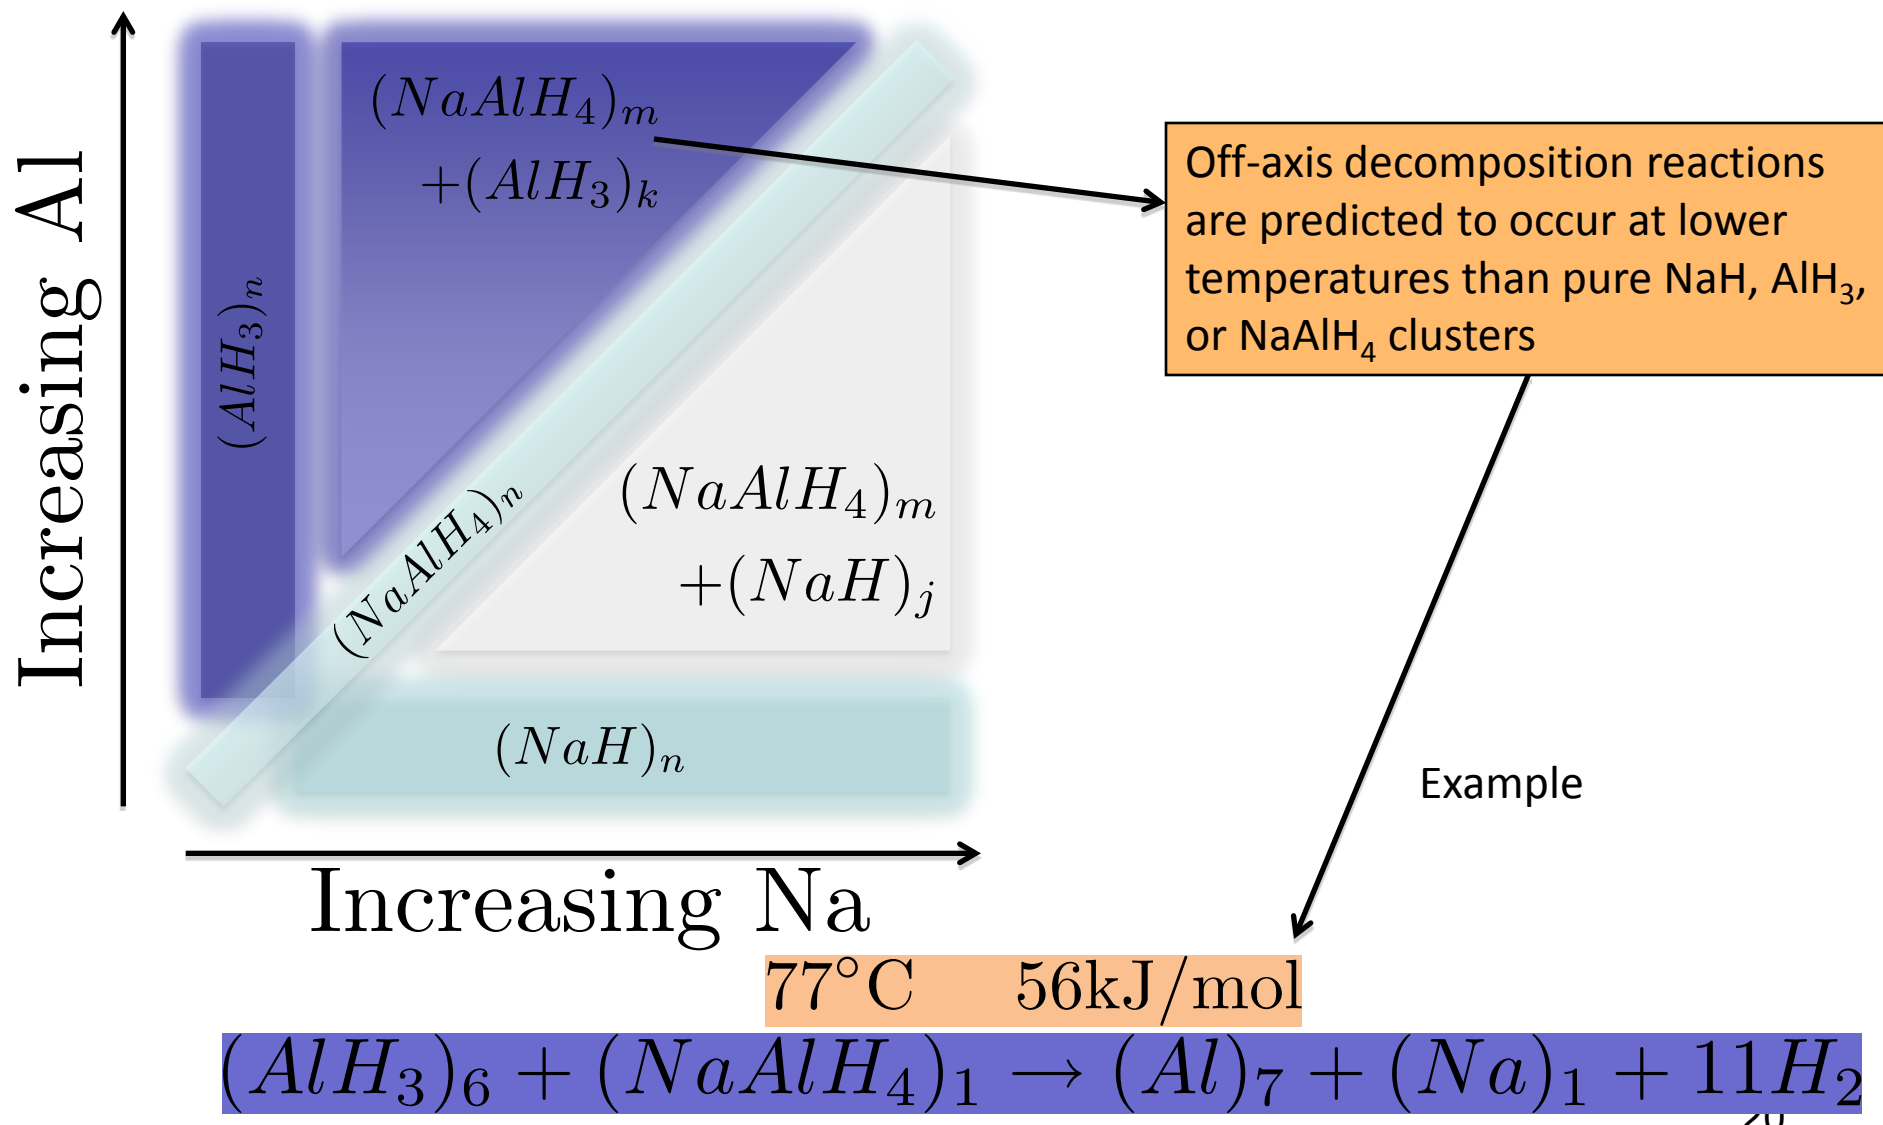 Increasing Al
(AlH₃)ₙ
(NaAlH₄)ₘ
+(AlH₃)ₖ
(NaAlH₄)ₙ
(NaAlH₄)ₘ
+(NaH)ⱼ
(NaH)ₙ
Increasing Na
Off-axis decomposition reactions
are predicted to occur at lower
temperatures than pure NaH, AlH₃,
or NaAlH₄ clusters
Example
77°C 56kJ/mol
(AlH₃)₆ + (NaAlH₄)₁ → (Al)₇ + (Na)₁ + 11H₂